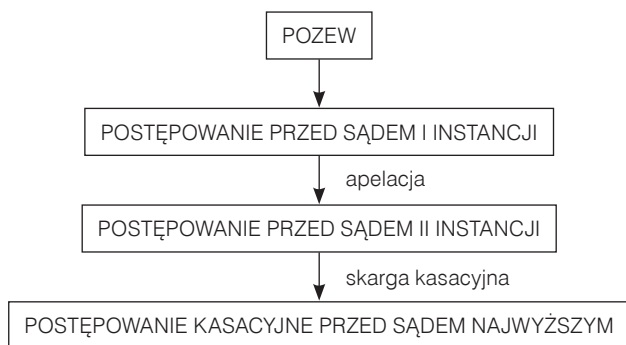 POZEW
POSTĘPOWANIE PRZED SĄDEM I INSTANCJI
apelacja
POSTĘPOWANIE PRZED SĄDEM II INSTANCJI
skarga kasacyjna
POSTĘPOWANIE KASACYJNE PRZED SĄDEM NAJWYŻSZYM